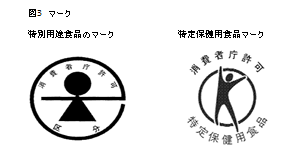 図3 マーク
特別用途食品のマーク
特定保健用食品マーク
消費者庁許可
区分
消費者庁許可
特定保健用食品